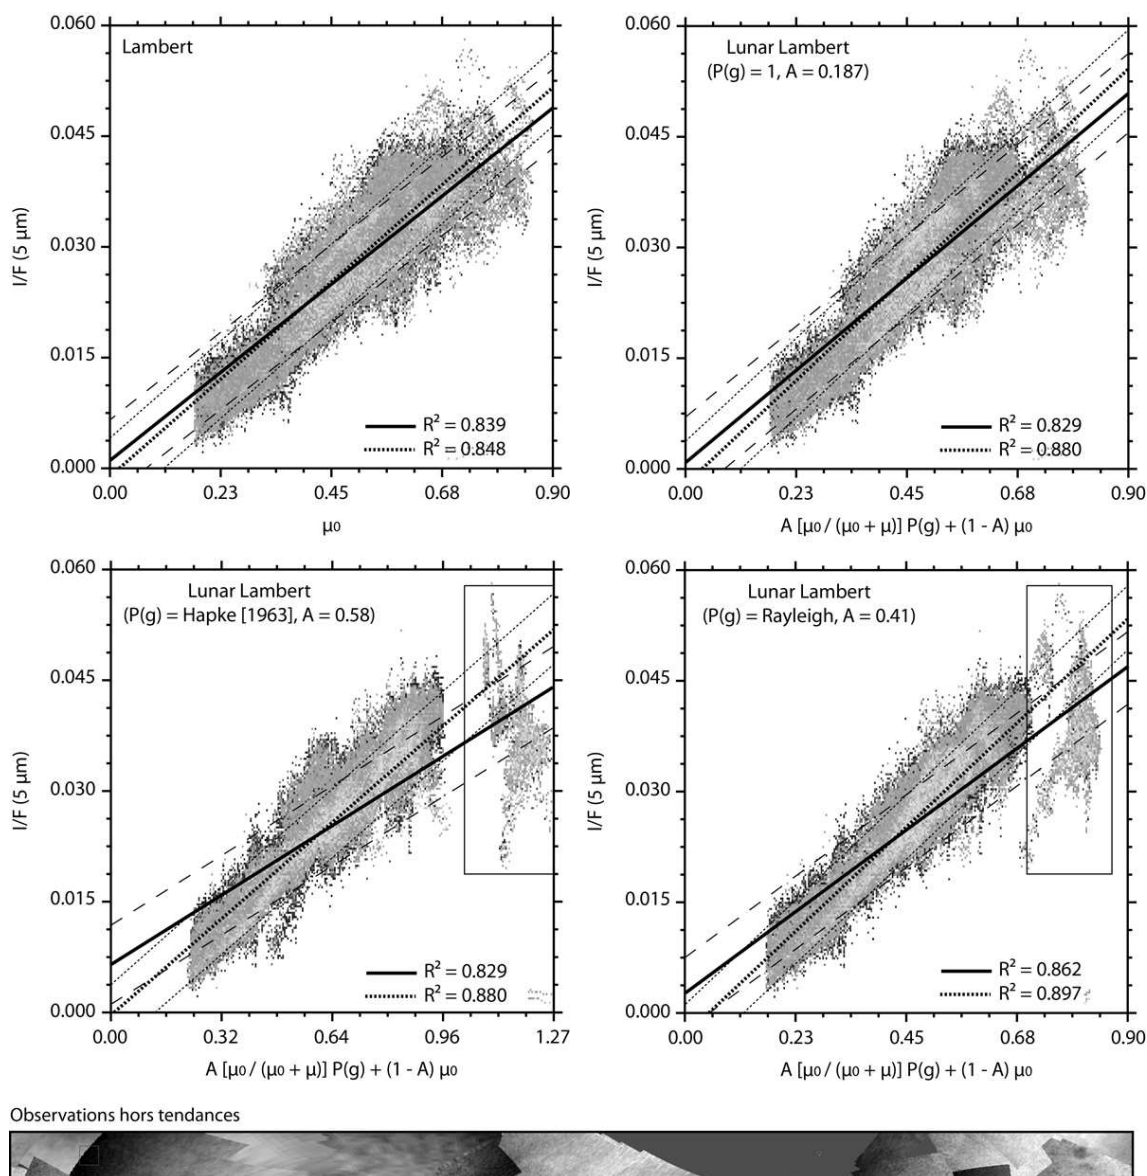 0.060
Lambert
0.045
0.030
0.015
0.000
I/F (5 µm)
R² = 0.839
R² = 0.848
0.00 0.23 0.45 0.68 0.90
µ₀
0.060
Lunar Lambert
(P(g) = 1, A = 0.187)
0.045
0.030
0.015
0.000
I/F (5 µm)
R² = 0.829
R² = 0.880
0.00 0.23 0.45 0.68 0.90
A [µ₀ / (µ₀ + µ)] P(g) + (1 - A) µ₀
0.060
Lunar Lambert
(P(g) = Hapke [1963], A = 0.58)
0.045
0.030
0.015
0.000
I/F (5 µm)
R² = 0.829
R² = 0.880
0.00 0.32 0.64 0.96 1.27
A [µ₀ / (µ₀ + µ)] P(g) + (1 - A) µ₀
0.060
Lunar Lambert
(P(g) = Rayleigh, A = 0.41)
0.045
0.030
0.015
0.000
I/F (5 µm)
R² = 0.862
R² = 0.897
0.00 0.23 0.45 0.68 0.90
A [µ₀ / (µ₀ + µ)] P(g) + (1 - A) µ₀
Observations hors tendances